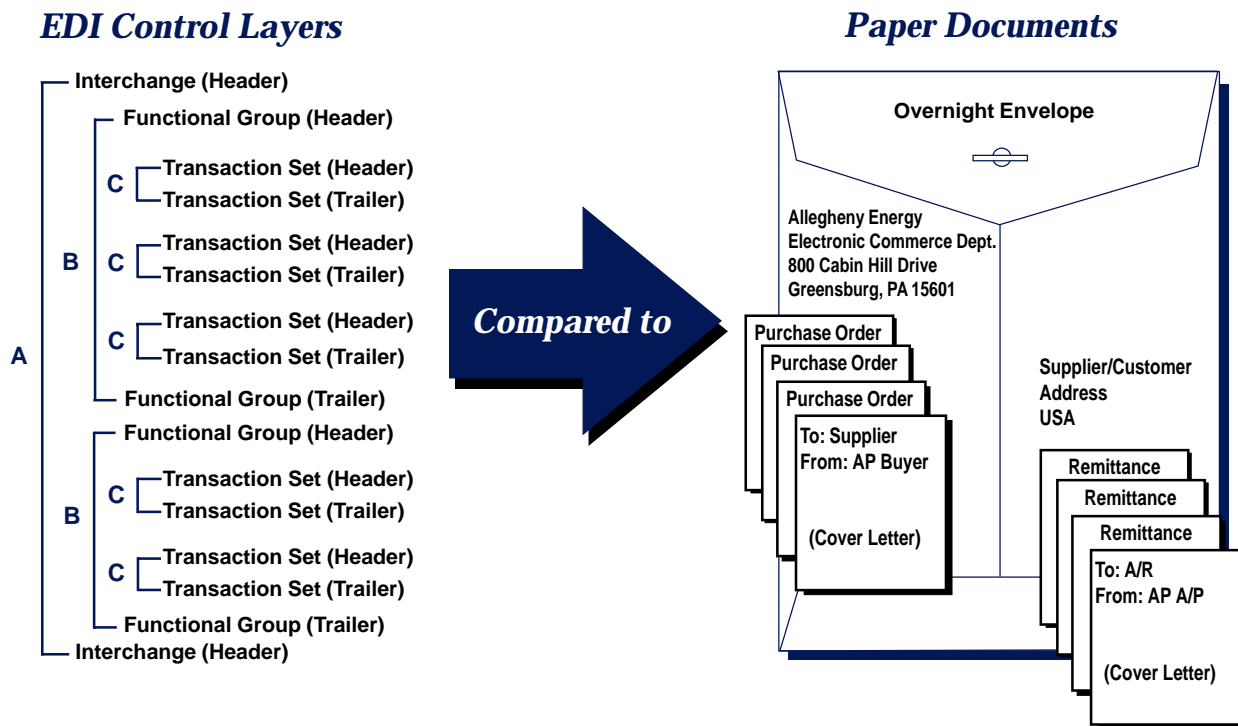 EDI Control Layers
Interchange (Header)
Functional Group (Header)
Transaction Set (Header)
C
Transaction Set (Trailer)
Transaction Set (Header)
C
Transaction Set (Trailer)
B
Transaction Set (Header)
C
Transaction Set (Trailer)
A
Functional Group (Trailer)
Functional Group (Header)
Transaction Set (Header)
C
Transaction Set (Trailer)
B
Transaction Set (Header)
C
Transaction Set (Trailer)
Functional Group (Trailer)
Interchange (Header)
Compared to
Paper Documents
Overnight Envelope
Allegheny Energy
Electronic Commerce Dept.
800 Cabin Hill Drive
Greensburg, PA 15601
Purchase Order
Purchase Order
Purchase Order
To: Supplier
From: AP Buyer
(Cover Letter)
Supplier/Customer
Address
USA
Remittance
Remittance
Remittance
To: A/R
From: AP A/P
(Cover Letter)